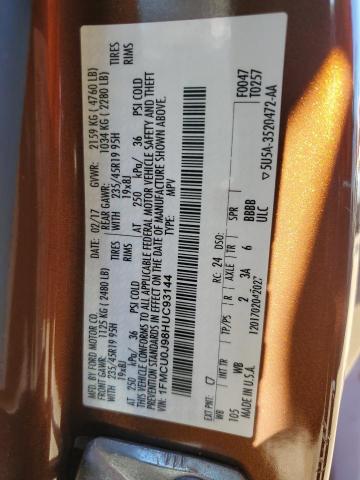 MFD. BY FORD MOTOR CO.
DATE: 02/17 GVWR: 2159 KG ( 4760 LB)
FRONT GAWR: 1125 KG ( 2480 LB) REAR GAWR: 1034 KG ( 2280 LB)
WITH 235/45R19 95H TIRES WITH 235/45R19 95H TIRES
19x8J RIMS 19x8J RIMS
AT 250 kPa/ 36 PSI COLD AT 250 kPa/ 36 PSI COLD
THIS VEHICLE CONFORMS TO ALL APPLICABLE FEDERAL MOTOR VEHICLE SAFETY AND THEFT
PREVENTION STANDARDS IN EFFECT ON THE DATE OF MANUFACTURE SHOWN ABOVE.
VIN: 1FMCU0J98HUC93144 F0047
TYPE: MPV T0257
EXT PNT: C7 RC: 24 DSO:
WB INT TR TP/PS R AXLE TR SPR
105 WB 2 3A 6 BBBB
MADE IN U.S.A. ULC
12017020*2027
5U5A-3520472-AA